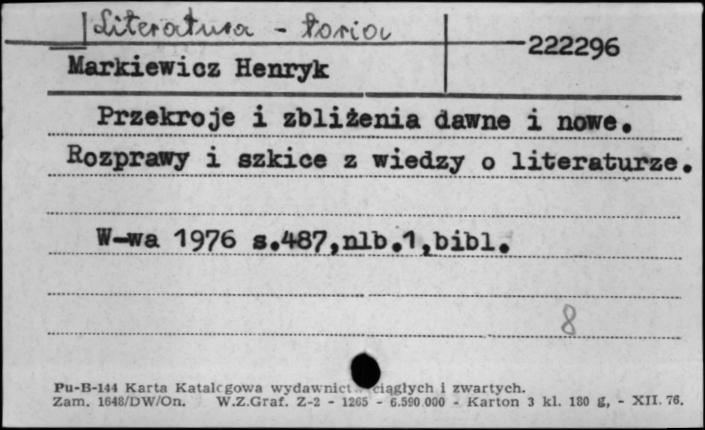 Literatura - toria
222296
Markiewicz Henryk
Przekroje i zbliżenia dawne i nowe.
Rozprawy i szkice z wiedzy o literaturze.
W-wa 1976 s.487,nlb.1,bibl.
8
Pu-B-144 Karta Katalogowa wydawnict ciągłych i zwartych.
Zam. 1648/DW/On. W.Z.Graf. Z-2 - 1265 - 6.590.000 - Karton 3 kl. 180 g, - XII. 76.